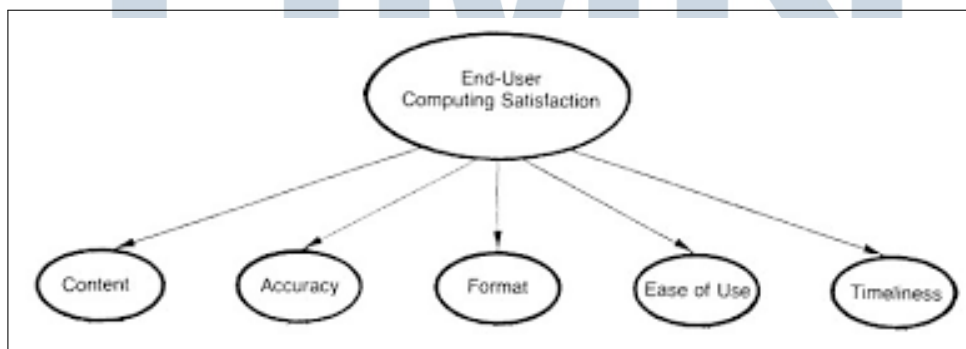 End-User
Computing Satisfaction
Content
Accuracy
Format
Ease of Use
Timeliness